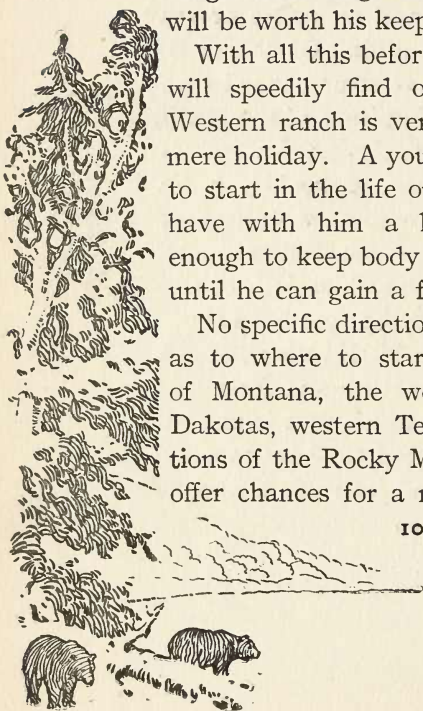 will be worth his keep
With all this befor
will speedily find o
Western ranch is ver
mere holiday. A you
to start in the life o
have with him a
enough to keep body
until he can gain a f
No specific directio
as to where to star
of Montana, the w
Dakotas, western Te
tions of the Rocky M
offer chances for a
10